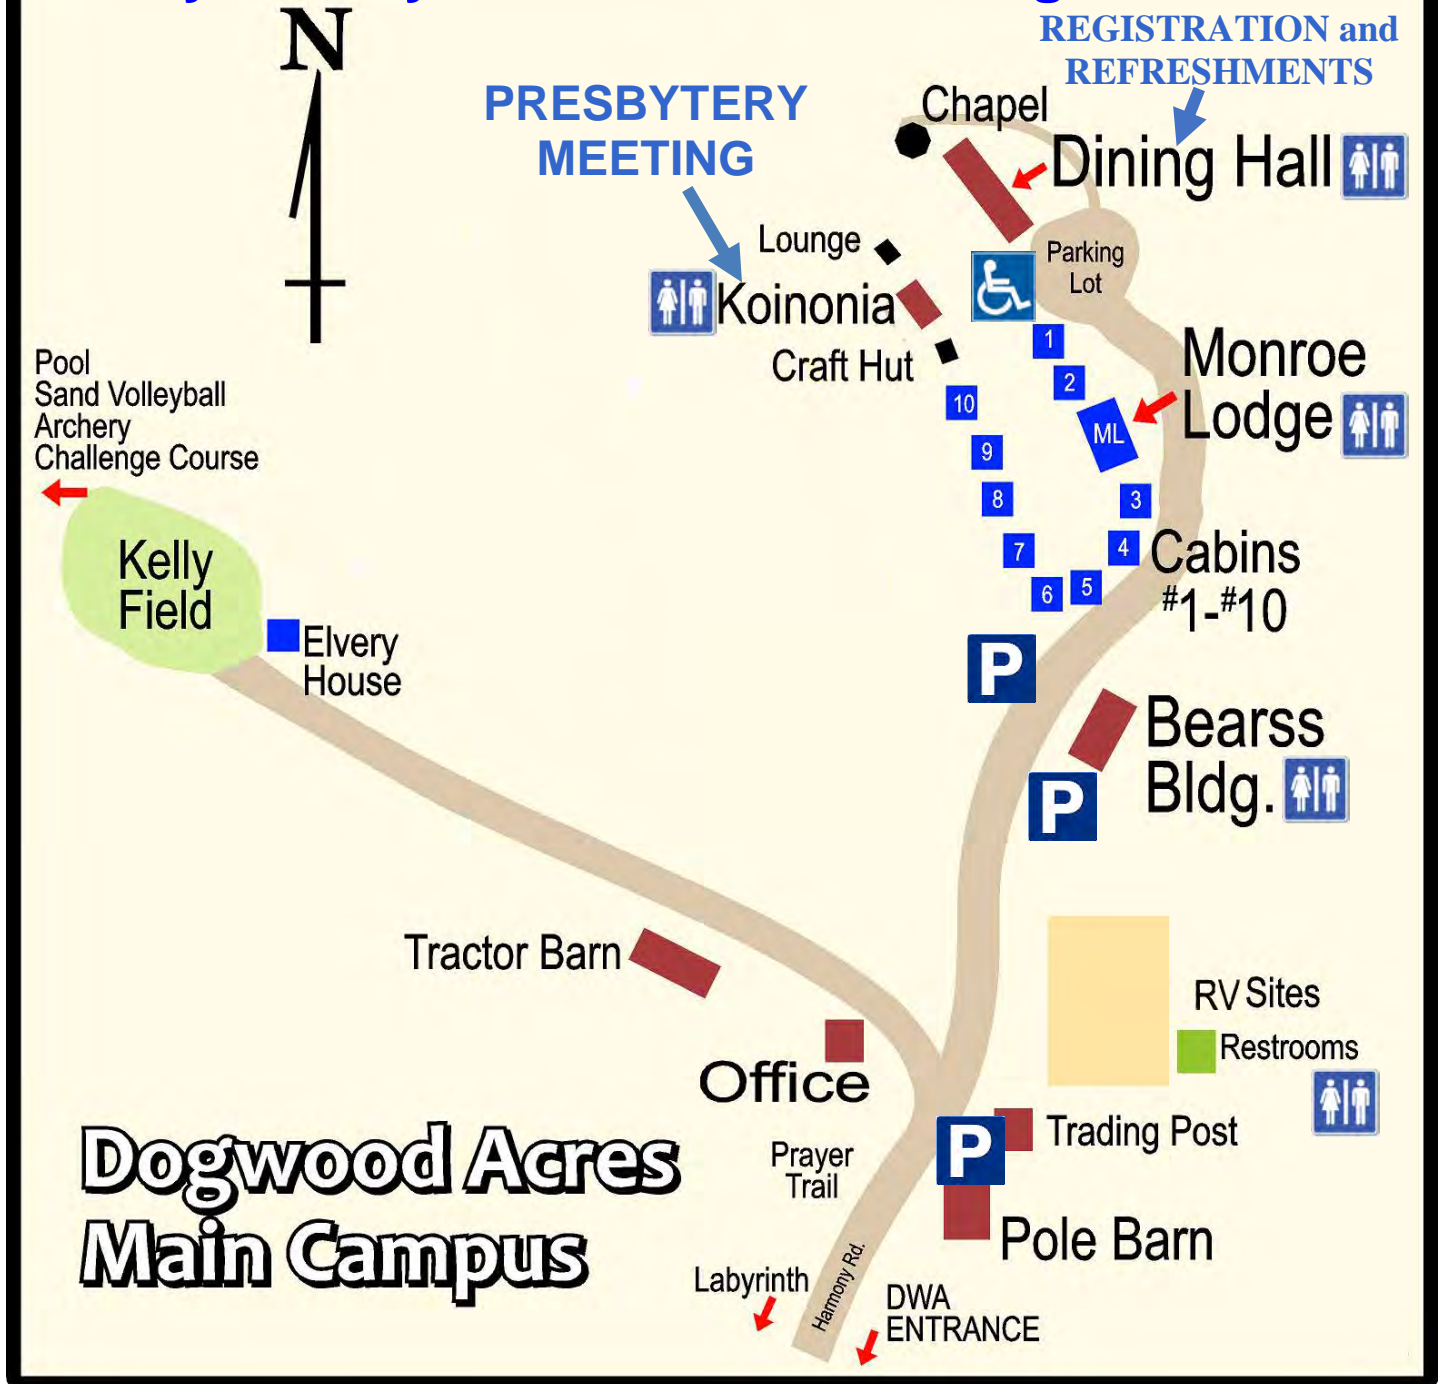 N
REGISTRATION and
REFRESHMENTS
PRESBYTERY
MEETING
Chapel
Dining Hall
Lounge
Parking
Lot
Koinonia
Craft Hut
Monroe
Lodge
1
2
ML
3
4
5
6
7
8
9
10
Cabins
#1-#10
Pool
Sand Volleyball
Archery
Challenge Course
Kelly
Field
Elvery
House
P
Bearss
Bldg.
P
Tractor Barn
RV Sites
Restrooms
Office
Trading Post
P
Prayer
Trail
Pole Barn
Dogwood Acres
Main Campus
Labyrinth
Harmony Rd.
DWA
ENTRANCE